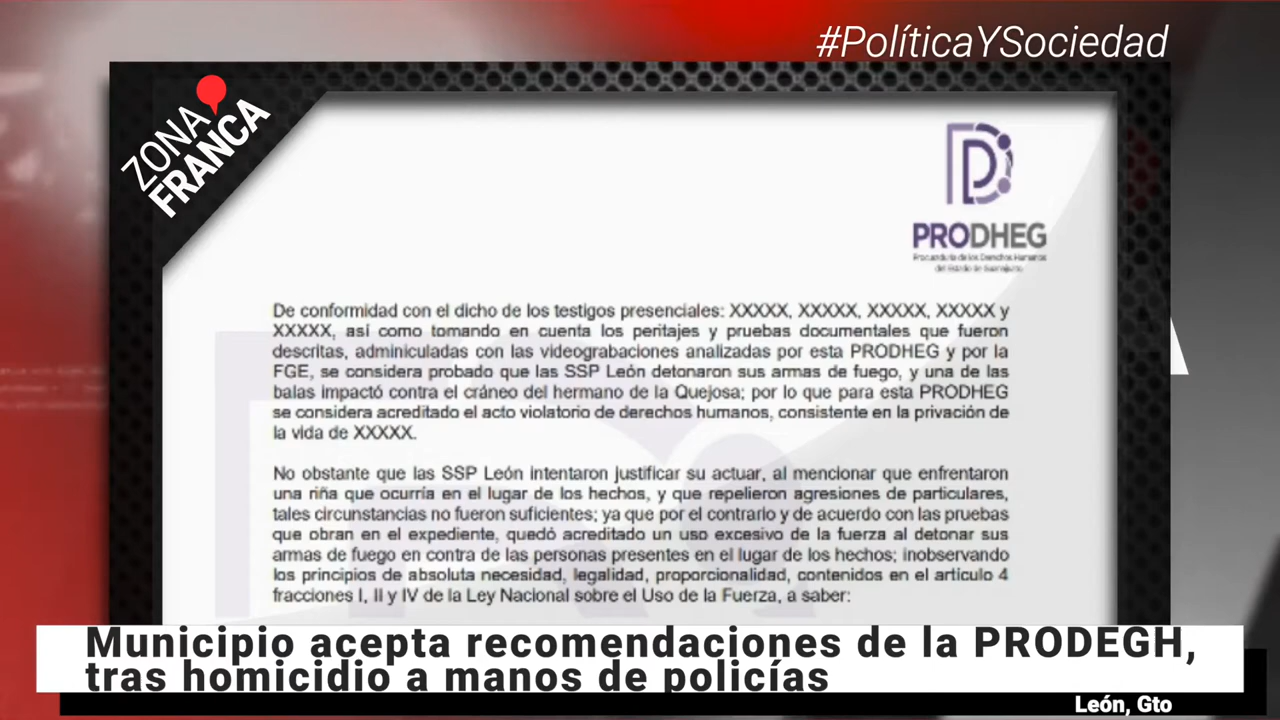 #PolíticaYSociedad
ZONA
FRANCA
PRODHEG
Procuraduría de los Derechos Humanos
del Estado de Guanajuato
De conformidad con el dicho de los testigos presenciales: XXXXX, XXXXX, XXXXX, XXXXX y
XXXXX, así como tomando en cuenta los peritajes y pruebas documentales que fueron
descritas, adminiculadas con las videograbaciones analizadas por esta PRODHEG y por la
FGE, se considera probado que las SSP León detonaron sus armas de fuego, y una de las
balas impactó contra el cráneo del hermano de la Quejosa; por lo que para esta PRODHEG
se considera acreditado el acto violatorio de derechos humanos, consistente en la privación de
la vida de XXXXX.
No obstante que las SSP León intentaron justificar su actuar, al mencionar que enfrentaron
una riña que ocurría en el lugar de los hechos, y que repelieron agresiones de particulares,
tales circunstancias no fueron suficientes; ya que por el contrario y de acuerdo con las pruebas
que obran en el expediente, quedó acreditado un uso excesivo de la fuerza al detonar sus
armas de fuego en contra de las personas presentes en el lugar de los hechos; inobservando
los principios de absoluta necesidad, legalidad, proporcionalidad, contenidos en el artículo 4
fracciones I, II y IV de la Ley Nacional sobre el Uso de la Fuerza, a saber:
Municipio acepta recomendaciones de la PRODEGH,
tras homicidio a manos de policías
León, Gto